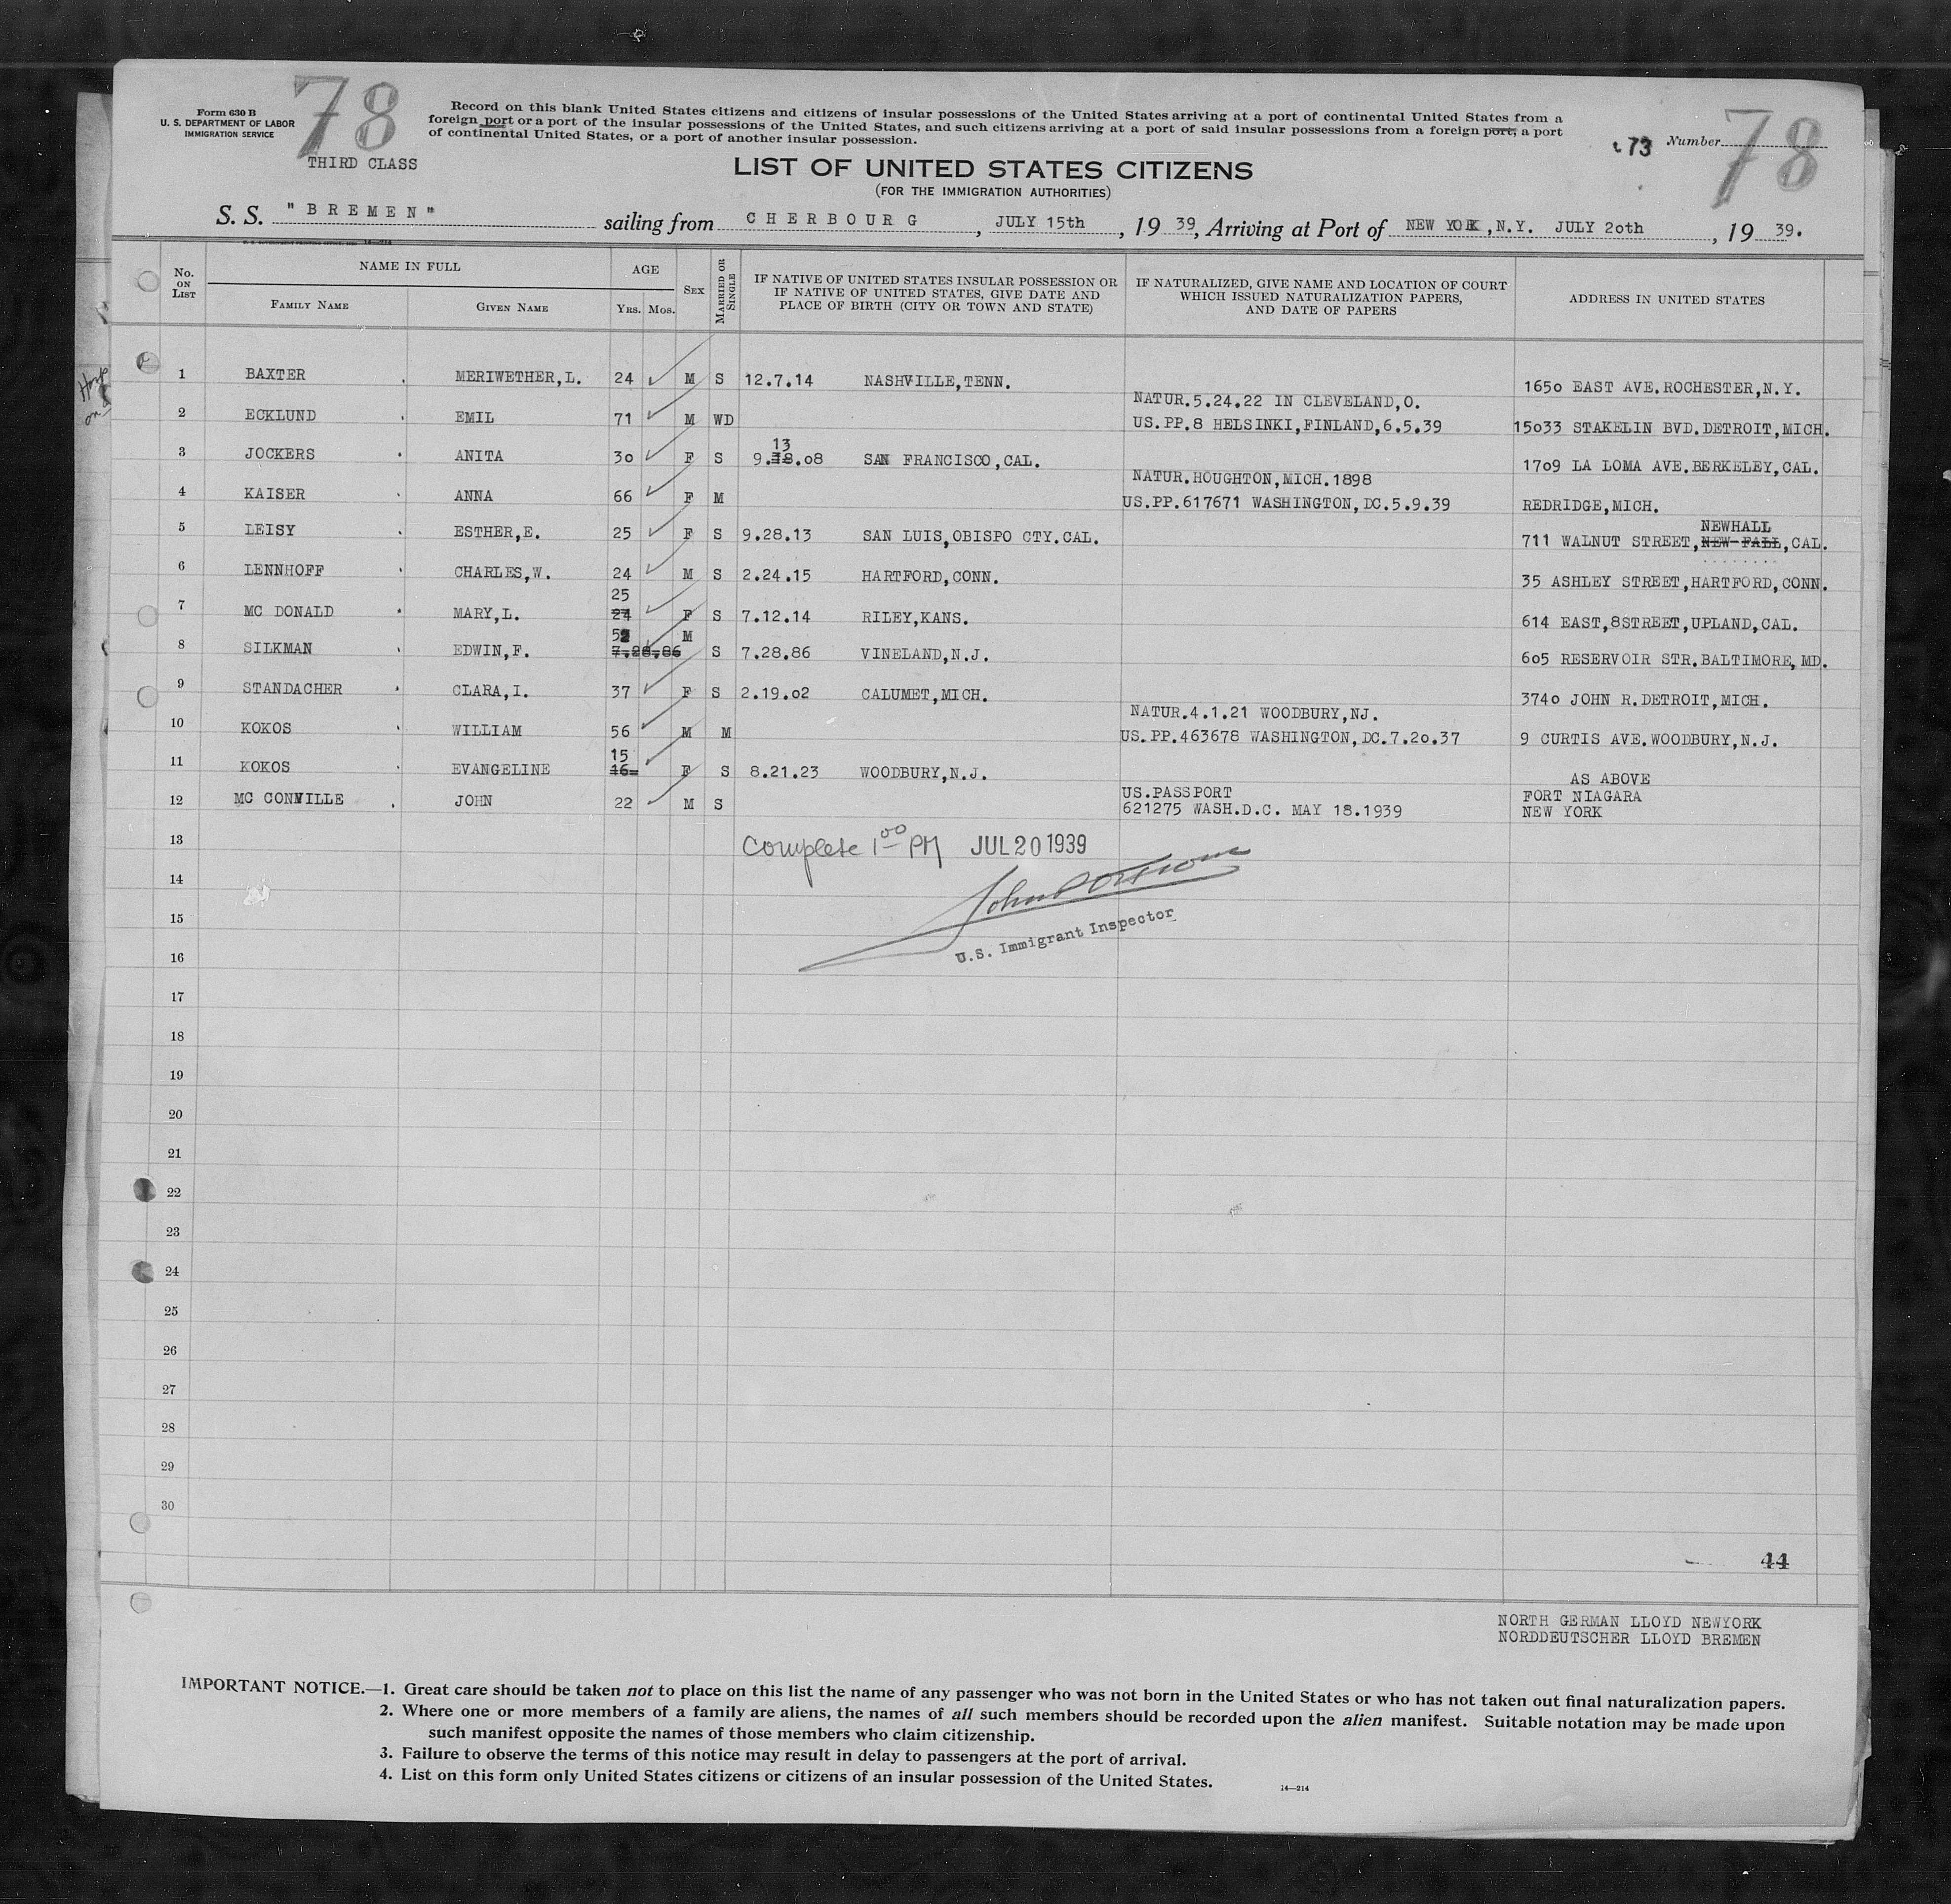 Form 630 B
U. S. DEPARTMENT OF LABOR
IMMIGRATION SERVICE
78
THIRD CLASS
Record on this blank United States citizens and citizens of insular possessions of the United States arriving at a port of continental United States from a
foreign port or a port of the insular possessions of the United States, and such citizens arriving at a port of said insular possessions from a foreign port, a port
of continental United States, or a port of another insular possession.
73 Number 78
LIST OF UNITED STATES CITIZENS
(FOR THE IMMIGRATION AUTHORITIES)
S. S. "BREMEN" sailing from CHERBOURG, JULY 15th, 19 39, Arriving at Port of NEW YORK,N.Y. JULY 2oth, 19 39.
No. on List NAME IN FULL FAMILY NAME GIVEN NAME AGE YRS. MOS. SEX MARRIED OR SINGLE
IF NATIVE OF UNITED STATES INSULAR POSSESSION OR
IF NATIVE OF UNITED STATES, GIVE DATE AND
PLACE OF BIRTH (CITY OR TOWN AND STATE)
IF NATURALIZED, GIVE NAME AND LOCATION OF COURT
WHICH ISSUED NATURALIZATION PAPERS,
AND DATE OF PAPERS
ADDRESS IN UNITED STATES
1 BAXTER MERIWETHER,L. 24 M S 12.7.14 NASHVILLE,TENN. 165o EAST AVE.ROCHESTER,N.Y.
NATUR.5.24.22 IN CLEVELAND,O.
2 ECKLUND EMIL 71 M WD US.PP.8 HELSINKI,FINLAND,6.5.39 15o33 STAKELIN BVD.DETROIT,MICH.
13
3 JOCKERS ANITA 3o F S 9.18.o8 SAN FRANCISCO,CAL. 17o9 LA LOMA AVE.BERKELEY,CAL.
NATUR.HOUGHTON,MICH.1898
4 KAISER ANNA 66 F M US.PP.617671 WASHINGTON,DC.5.9.39 REDRIDGE,MICH.
NEWHALL
5 LEISY ESTHER,E. 25 F S 9.28.13 SAN LUIS,OBISPO CTY.CAL. 711 WALNUT STREET,NEW-FALL,CAL.
6 LENNHOFF CHARLES,W. 24 M S 2.24.15 HARTFORD,CONN. 35 ASHLEY STREET,HARTFORD,CONN.
25
7 MC DONALD MARY,L. 24 F S 7.12.14 RILEY,KANS. 614 EAST,8STREET,UPLAND,CAL.
52 M
8 SILKMAN EDWIN,F. 7.28.86 S 7.28.86 VINELAND,N.J. 6o5 RESERVOIR STR.BALTIMORE,MD.
9 STANDACHER CLARA,I. 37 F S 2.19.o2 CALUMET,MICH. 374o JOHN R.DETROIT,MICH.
NATUR.4.1.21 WOODBURY,NJ.
10 KOKOS WILLIAM 56 M M US.PP.463678 WASHINGTON,DC.7.2o.37 9 CURTIS AVE.WOODBURY,N.J.
15
11 KOKOS EVANGELINE 16 F S 8.21.23 WOODBURY,N.J. AS ABOVE
US.PASSPORT FORT NIAGARA
12 MC CONVILLE JOHN 22 M S 621275 WASH.D.C. MAY 18.1939 NEW YORK
13 Complete 1 00 PM JUL 20 1939
14
15
U.S. Immigrant Inspector
16
17
18
19
20
21
22
23
24
25
26
27
28
29
30
44
NORTH GERMAN LLOYD NEWYORK
NORDDEUTSCHER LLOYD BREMEN
IMPORTANT NOTICE.—1. Great care should be taken not to place on this list the name of any passenger who was not born in the United States or who has not taken out final naturalization papers.
2. Where one or more members of a family are aliens, the names of all such members should be recorded upon the alien manifest. Suitable notation may be made upon
such manifest opposite the names of those members who claim citizenship.
3. Failure to observe the terms of this notice may result in delay to passengers at the port of arrival.
4. List on this form only United States citizens or citizens of an insular possession of the United States.
14—214